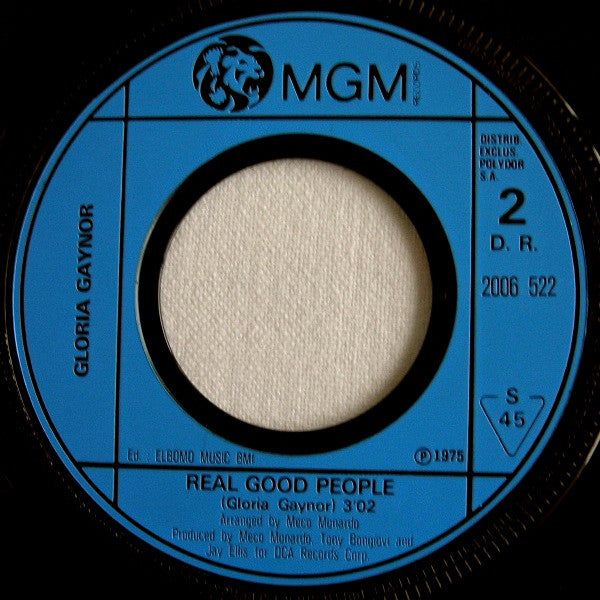 MGM
RECORDS
DISTRIB
EXCLUS
POLYDOR
S.A.
2
D. R.
2006 522
GLORIA GAYNOR
S
45
Ed : ELBOMO MUSIC BMI
℗ 1975
REAL GOOD PEOPLE
(Gloria Gaynor) 3'02
Arranged by Meco Monardo
Produced by Meco Monardo, Tony Bongiovi and
Jay Ellis for DCA Records Corp.